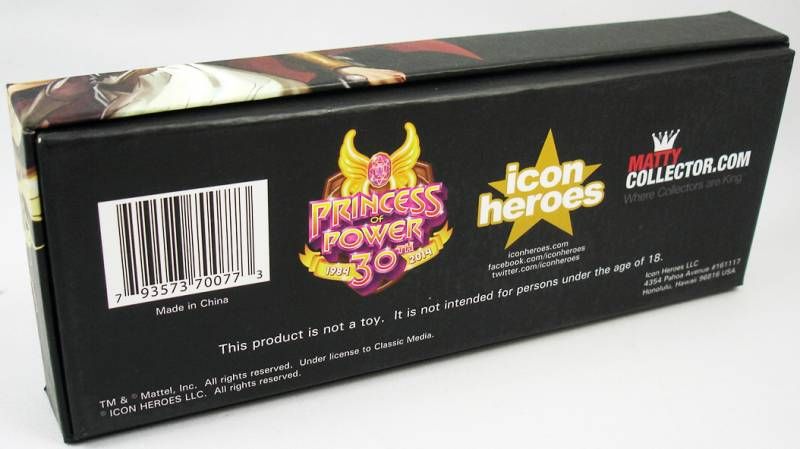 7 93573 70077 3
Made in China
PRINCESS
OF
POWER
30TH
1984 2014
icon
heroes
iconheroes.com
facebook.com/iconheroes
twitter.com/iconheroes
MATTY
COLLECTOR.COM
Where Collectors are King
Icon Heroes LLC
4354 Pahoa Avenue #161117
Honolulu, Hawaii 96816 USA
This product is not a toy. It is not intended for persons under the age of 18.
TM & © Mattel, Inc. All rights reserved. Under license to Classic Media.
© ICON HEROES LLC. All rights reserved.